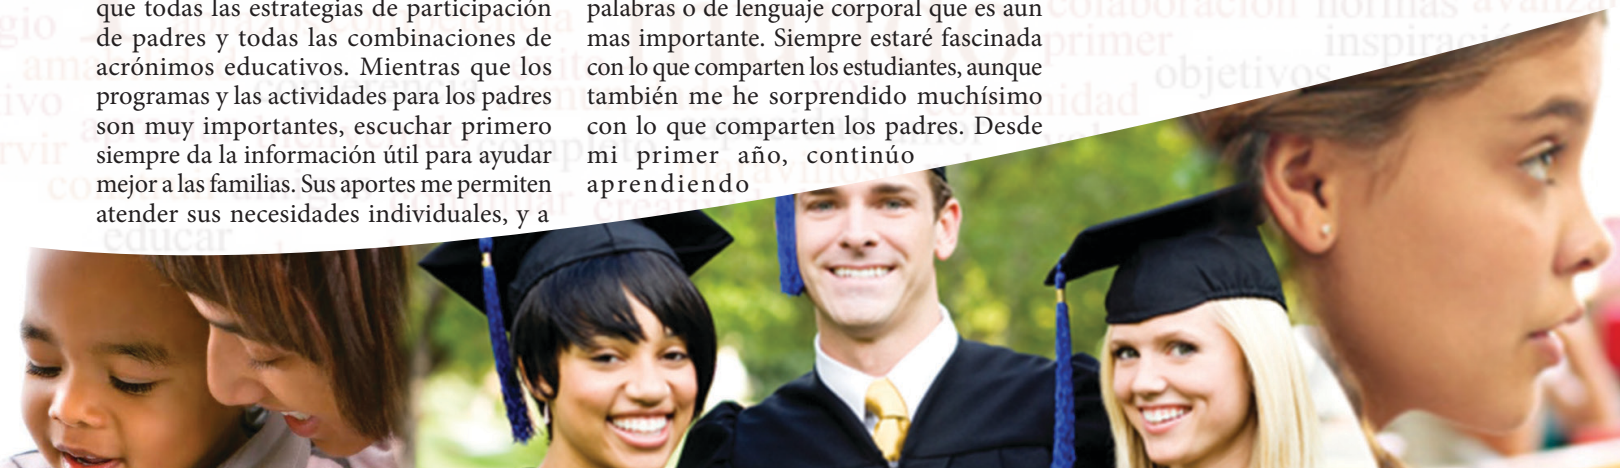 que todas las estrategias de participación
de padres y todas las combinaciones de
acrónimos educativos. Mientras que los
programas y las actividades para los padres
son muy importantes, escuchar primero
siempre da la información útil para ayudar
mejor a las familias. Sus aportes me permiten
atender sus necesidades individuales, y a
palabras o de lenguaje corporal que es aun
mas importante. Siempre estaré fascinada
con lo que comparten los estudiantes, aunque
también me he sorprendido muchísimo
con lo que comparten los padres. Desde
mi primer año, continúo
aprendiendo
colaboración normas
primer
objetivos
educar